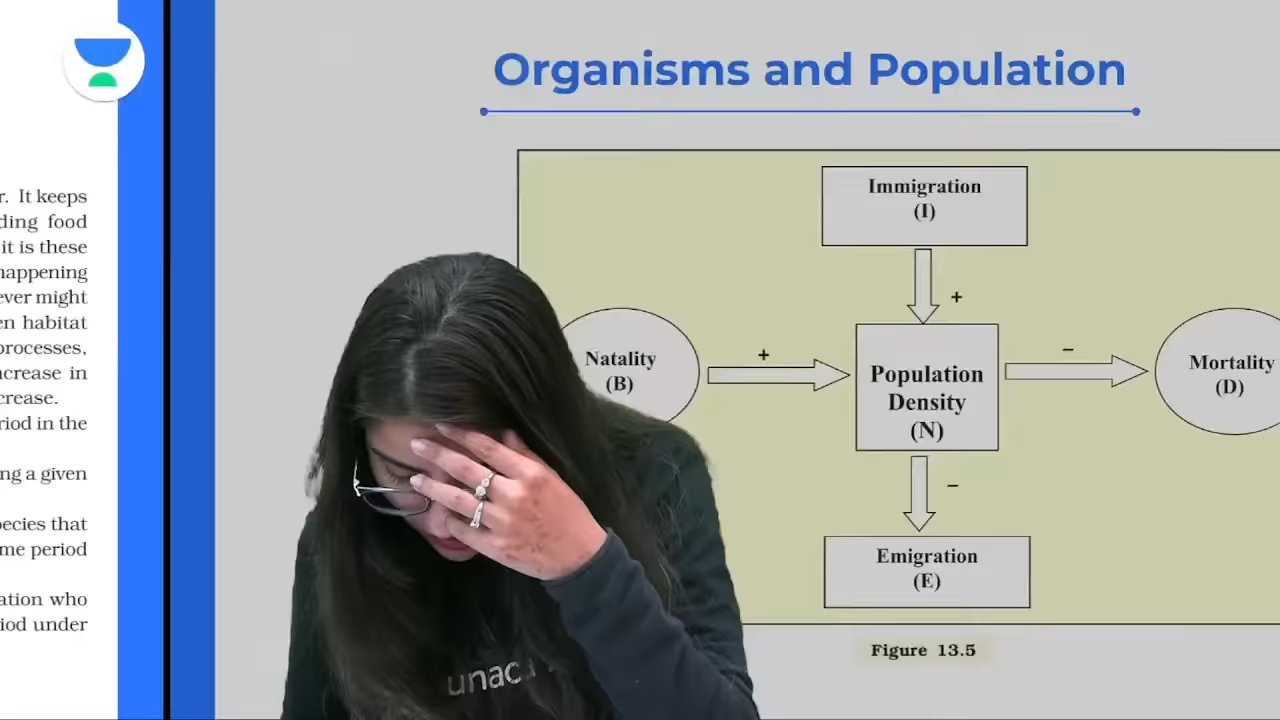 Organisms and Population
r. It keeps
ding food
it is these
happening
ever might
en habitat
processes,
ncrease in
crease.
riod in the
ng a given
pecies that
me period
ation who
iod under
Immigration
(I)
+
Natality
(B)
+
Population
Density
(N)
–
Mortality
(D)
–
Emigration
(E)
Figure 13.5
unac